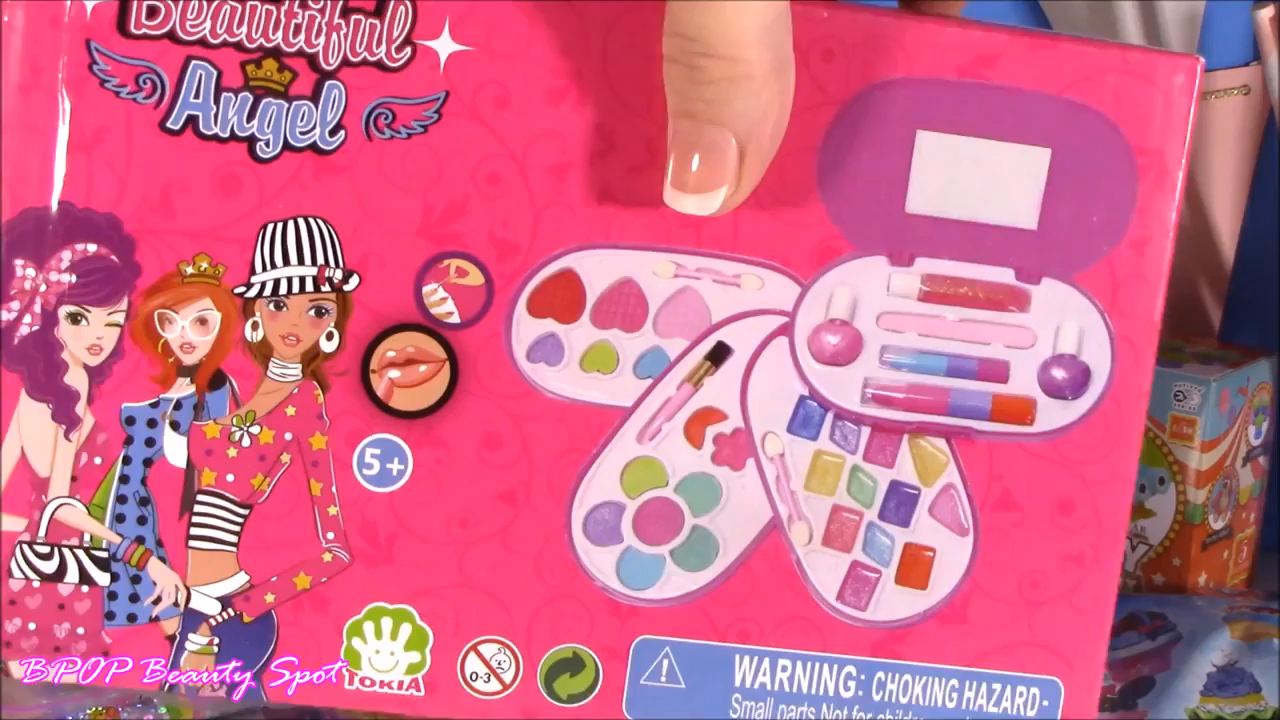 Beautiful
Angel
5+
TOKIA
0-3
WARNING: CHOKING HAZARD-
Small parts Not for
BPOP Beauty Spot